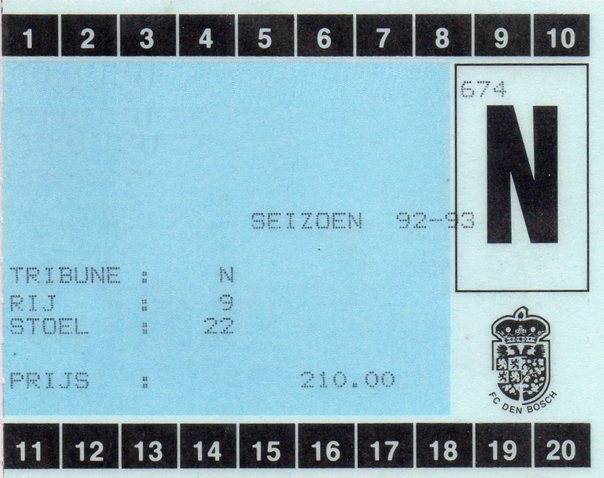 1 2 3 4 5 6 7 8 9 10
674
N
SEIZOEN 92-93
TRIBUNE : N
RIJ : 9
STOEL : 22
PRIJS : 210.00
FC DEN BOSCH
11 12 13 14 15 16 17 18 19 20